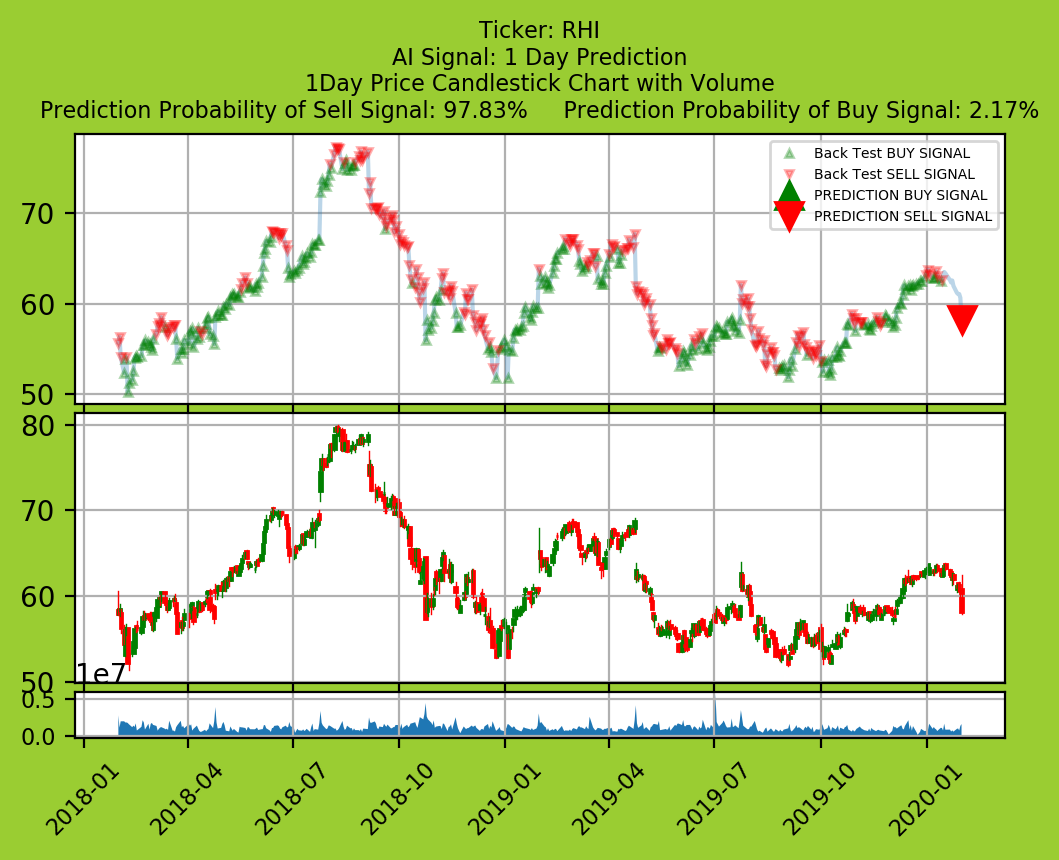 Ticker: RHI
AI Signal: 1 Day Prediction
1Day Price Candlestick Chart with Volume
Prediction Probability of Sell Signal: 97.83% Prediction Probability of Buy Signal: 2.17%
Back Test BUY SIGNAL
Back Test SELL SIGNAL
PREDICTION BUY SIGNAL
PREDICTION SELL SIGNAL
70
60
50
80
70
60
50
1e7
0.5
0.0
2018-01
2018-04
2018-07
2018-10
2019-01
2019-04
2019-07
2019-10
2020-01